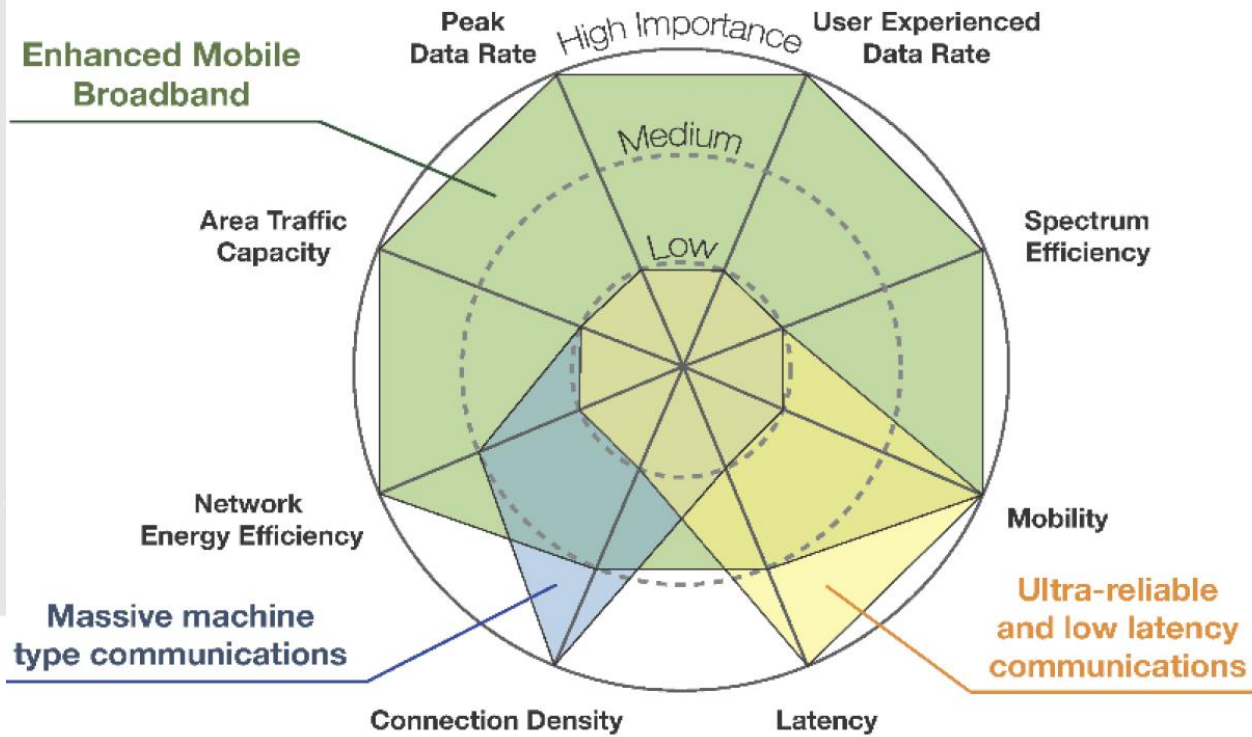 Peak
Data Rate
High Importance
User Experienced
Data Rate
Enhanced Mobile
Broadband
Medium
Area Traffic
Capacity
Low
Spectrum
Efficiency
Network
Energy Efficiency
Mobility
Massive machine
type communications
Ultra-reliable
and low latency
communications
Connection Density
Latency